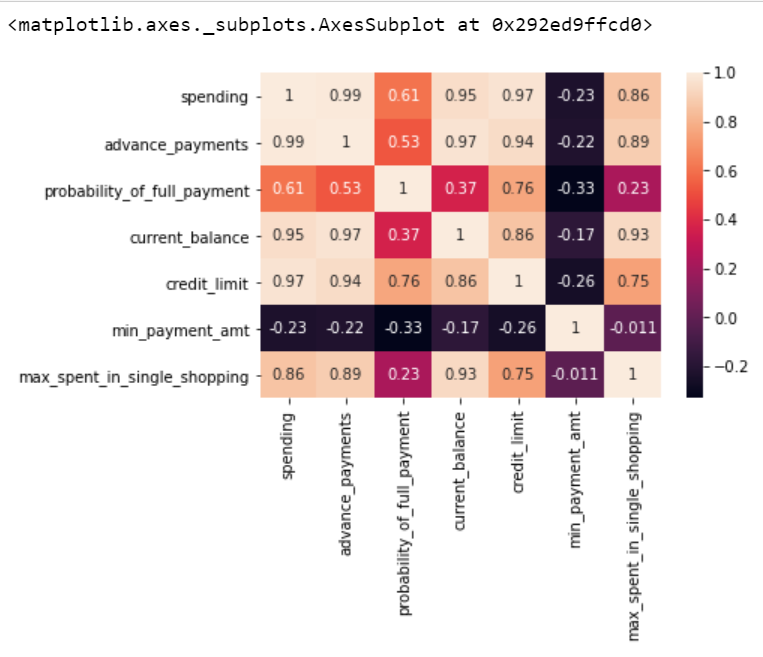 <matplotlib.axes._subplots.AxesSubplot at 0x292ed9ffcd0>
spending 1 0.99 0.61 0.95 0.97 -0.23 0.86
advance_payments 0.99 1 0.53 0.97 0.94 -0.22 0.89
probability_of_full_payment 0.61 0.53 1 0.37 0.76 -0.33 0.23
current_balance 0.95 0.97 0.37 1 0.86 -0.17 0.93
credit_limit 0.97 0.94 0.76 0.86 1 -0.26 0.75
min_payment_amt -0.23 -0.22 -0.33 -0.17 -0.26 1 -0.011
max_spent_in_single_shopping 0.86 0.89 0.23 0.93 0.75 -0.011 1
spending
advance_payments
probability_of_full_payment
current_balance
credit_limit
min_payment_amt
max_spent_in_single_shopping
1.0
0.8
0.6
0.4
0.2
0.0
−0.2